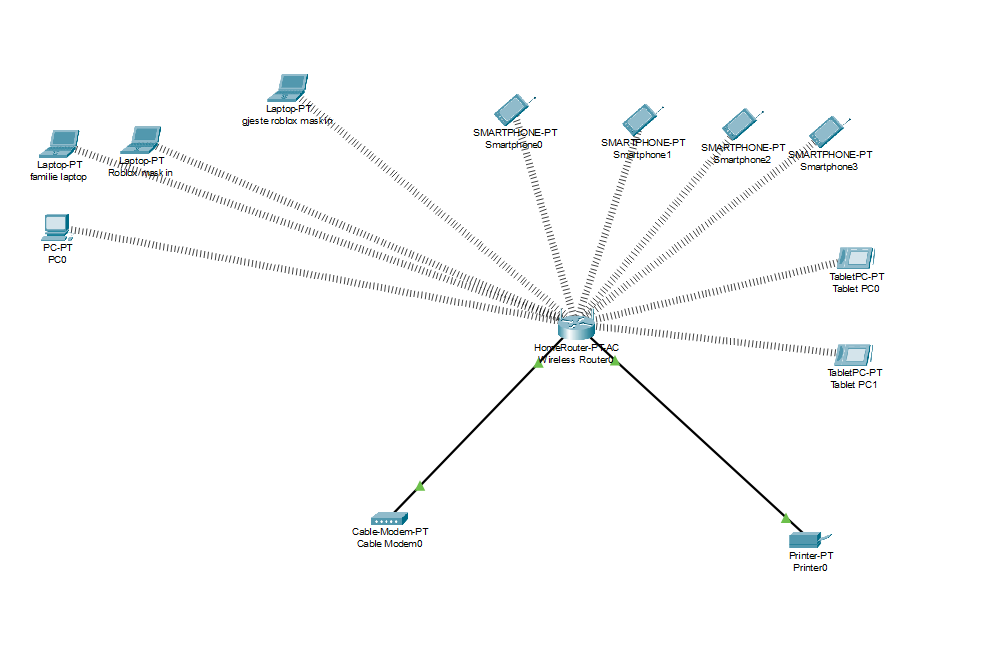 Laptop-PT
gjeste roblox maskin
SMARTPHONE-PT
Smartphone0
SMARTPHONE-PT
Smartphone1
SMARTPHONE-PT
Smartphone2
SMARTPHONE-PT
Smartphone3
Laptop-PT
familie laptop
Laptop-PT
Roblox maskin
PC-PT
PC0
TabletPC-PT
Tablet PC0
HomeRouter-PT-AC
Wireless Router0
TabletPC-PT
Tablet PC1
Cable-Modem-PT
Cable Modem0
Printer-PT
Printer0